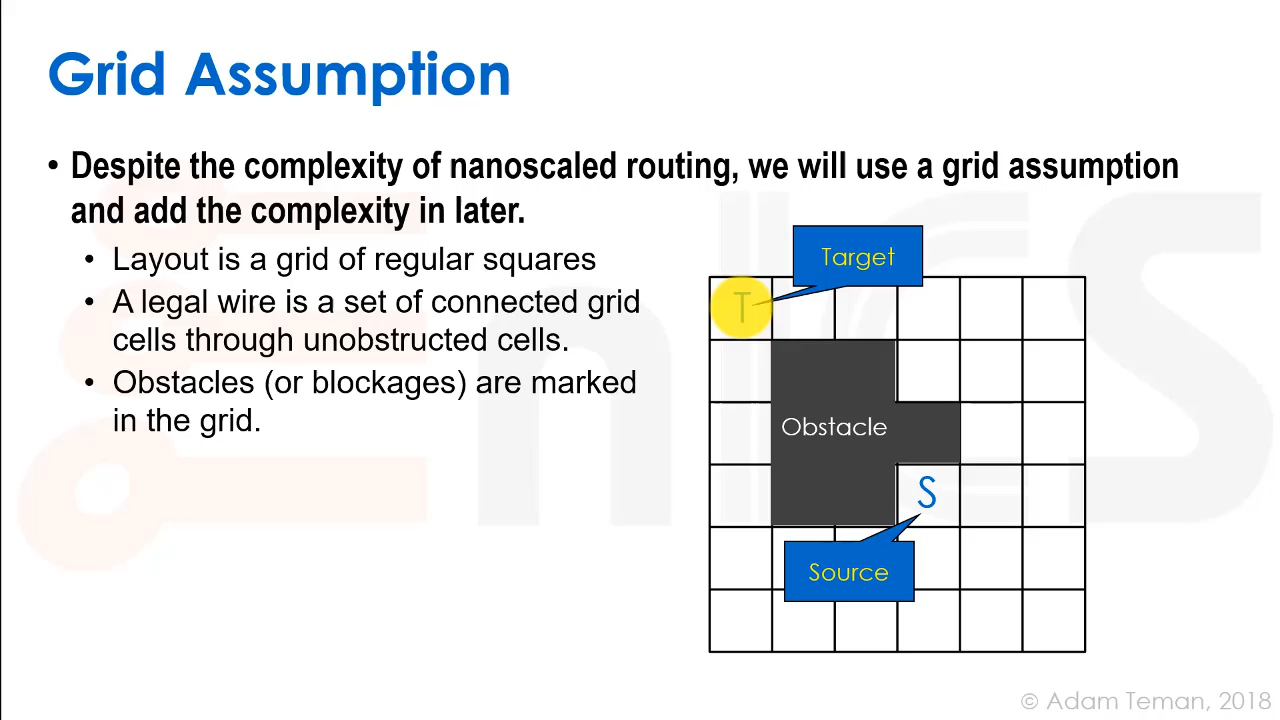 Grid Assumption
• Despite the complexity of nanoscaled routing, we will use a grid assumption
and add the complexity in later.
• Layout is a grid of regular squares
• A legal wire is a set of connected grid
cells through unobstructed cells.
• Obstacles (or blockages) are marked
in the grid.
Target
T
Obstacle
S
Source
© Adam Teman, 2018